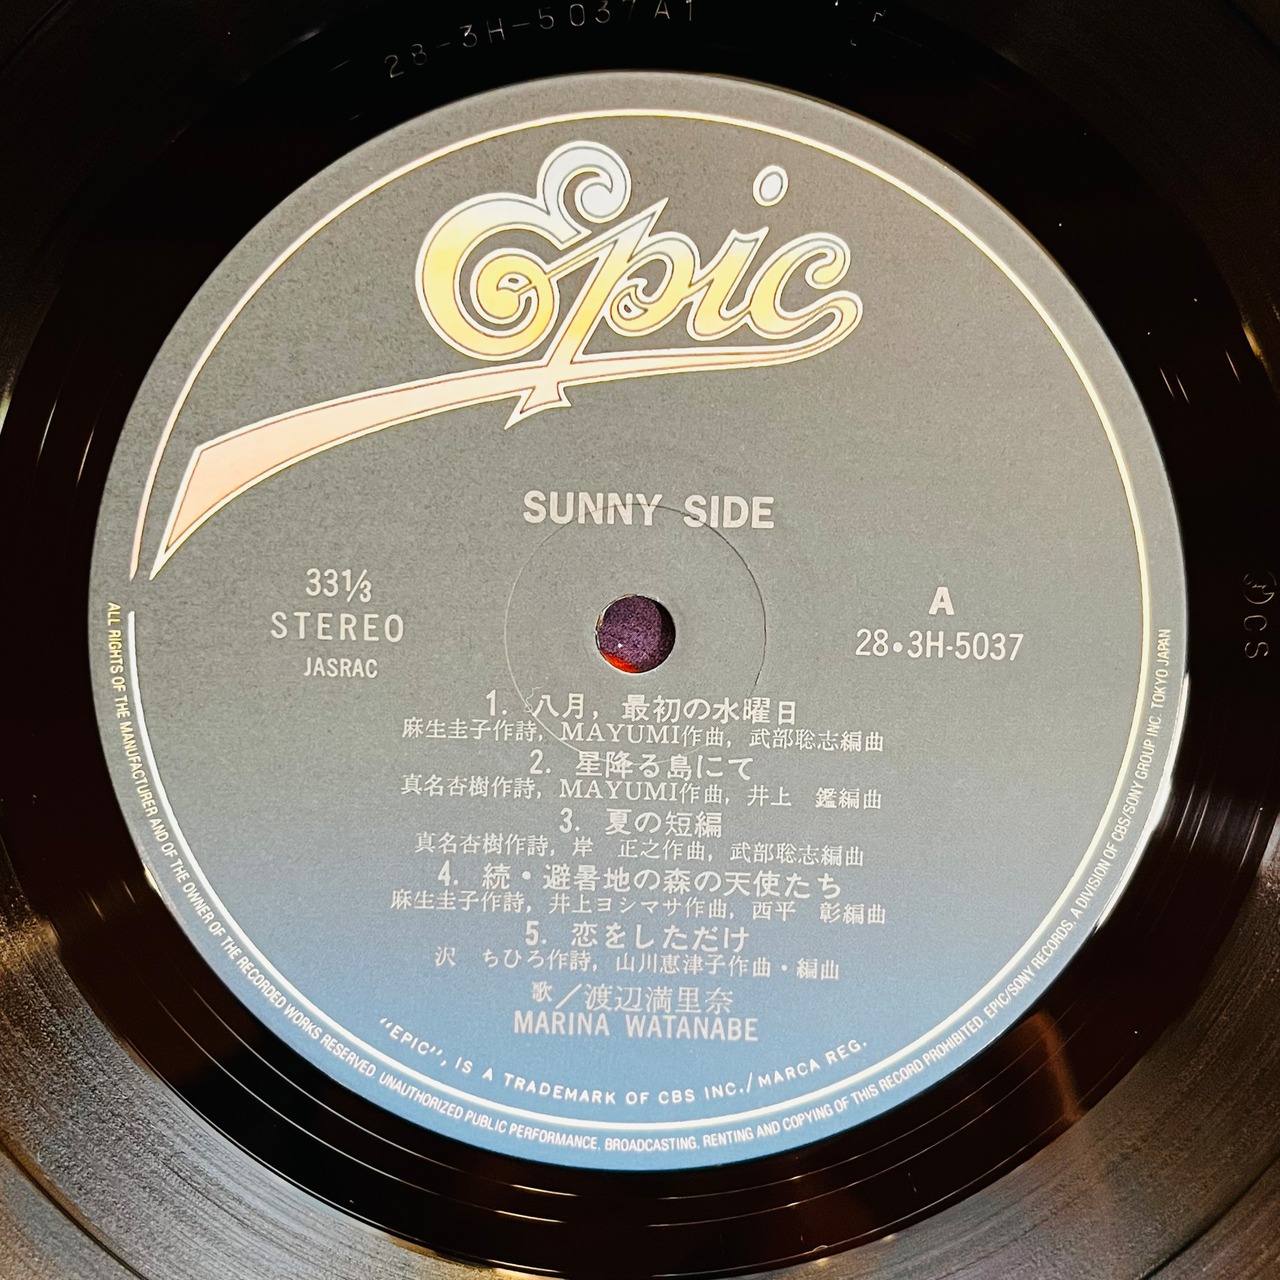 28-3H-5037A1
Epic
SUNNY SIDE
33⅓
STEREO
JASRAC
A
28・3H-5037
1. 八月，最初の水曜日
麻生圭子作詩，MAYUMI作曲，武部聡志編曲
2. 星降る島にて
真名杏樹作詩，MAYUMI作曲，井上　鑑編曲
3. 夏の短編
真名杏樹作詩，岸　正之作曲，武部聡志編曲
4. 続・避暑地の森の天使たち
麻生圭子作詩，井上ヨシマサ作曲，西平　彰編曲
5. 恋をしただけ
沢　ちひろ作詩，山川恵津子作曲・編曲
歌／渡辺満里奈
MARINA WATANABE
"EPIC", IS A TRADEMARK OF CBS INC./MARCA REG.
ALL RIGHTS OF THE MANUFACTURER AND OF THE OWNER OF THE RECORDED WORKS RESERVED. UNAUTHORIZED PUBLIC PERFORMANCE, BROADCASTING, RENTING AND COPYING OF THIS RECORD PROHIBITED. EPIC/SONY RECORDS, A DIVISION OF CBS/SONY GROUP INC. TOKYO JAPAN